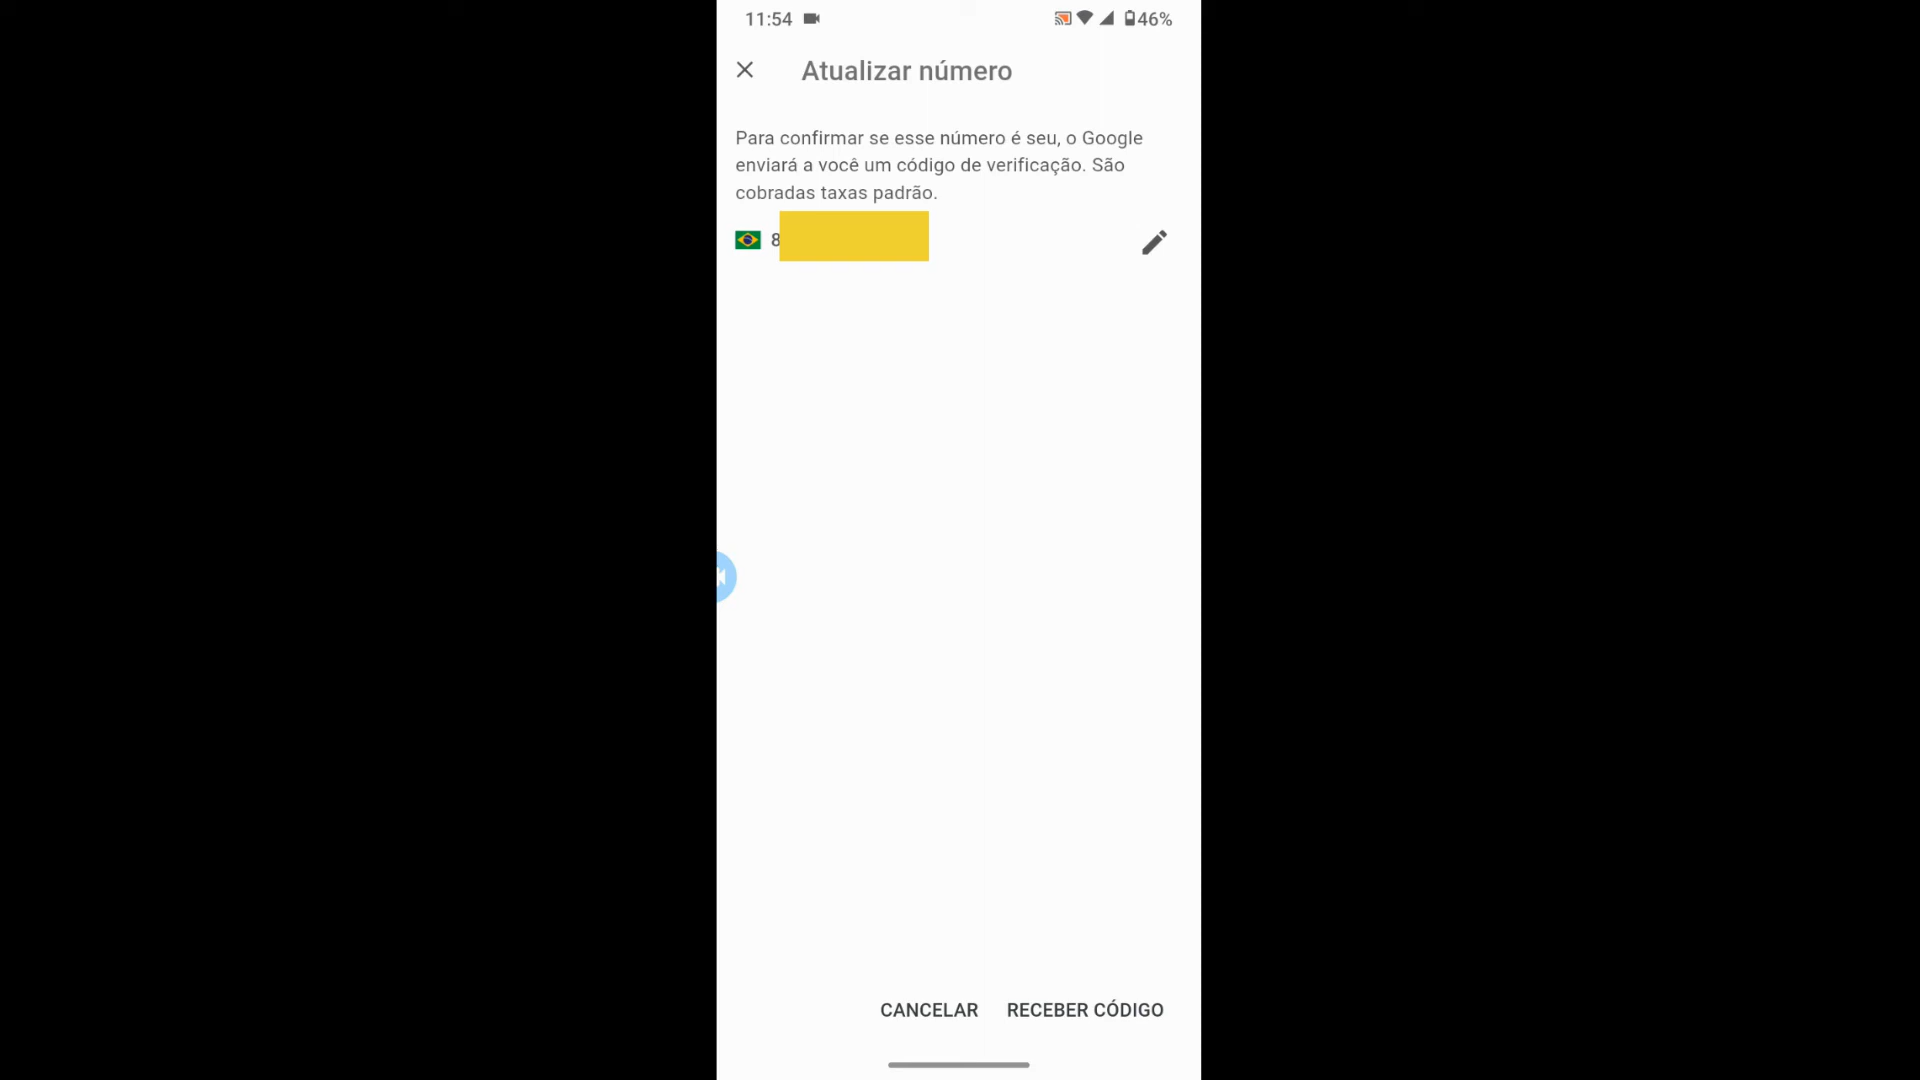 11:54
46%
Atualizar número
Para confirmar se esse número é seu, o Google
enviará a você um código de verificação. São
cobradas taxas padrão.
8
CANCELAR RECEBER CÓDIGO